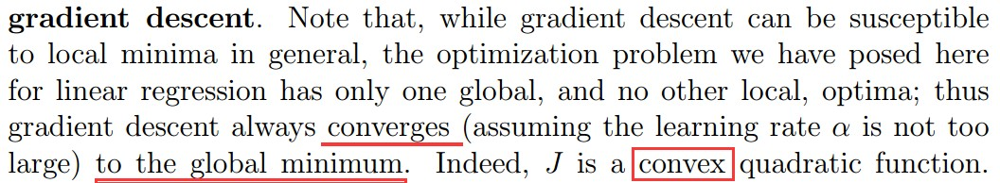 gradient descent. Note that, while gradient descent can be susceptible
to local minima in general, the optimization problem we have posed here
for linear regression has only one global, and no other local, optima; thus
gradient descent always converges (assuming the learning rate α is not too
large) to the global minimum. Indeed, J is a convex quadratic function.